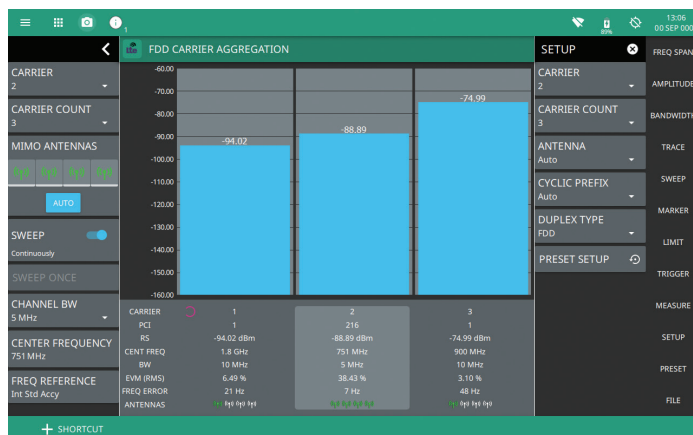 1
89%
13:06
00 SEP 000
FDD CARRIER AGGREGATION
CARRIER
2
CARRIER COUNT
3
MIMO ANTENNAS
AUTO
SWEEP
Continuously
SWEEP ONCE
CHANNEL BW
5 MHz
CENTER FREQUENCY
751 MHz
FREQ REFERENCE
Int Std Accy
-60.00
-70.00
-80.00
-90.00
-100.00
-110.00
-120.00
-130.00
-140.00
-150.00
-160.00
-94.02
-88.89
-74.99
CARRIER 1 2 3
PCI 1 216 1
RS -94.02 dBm -88.89 dBm -74.99 dBm
CENT FREQ 1.8 GHz 751 MHz 900 MHz
BW 10 MHz 5 MHz 10 MHz
EVM (RMS) 6.49 % 38.43 % 3.10 %
FREQ ERROR 21 Hz 7 Hz 48 Hz
ANTENNAS
SETUP
CARRIER
2
CARRIER COUNT
3
ANTENNA
Auto
CYCLIC PREFIX
Auto
DUPLEX TYPE
FDD
PRESET SETUP
FREQ SPAN
AMPLITUDE
BANDWIDTH
TRACE
SWEEP
MARKER
LIMIT
TRIGGER
MEASURE
SETUP
PRESET
FILE
+ SHORTCUT